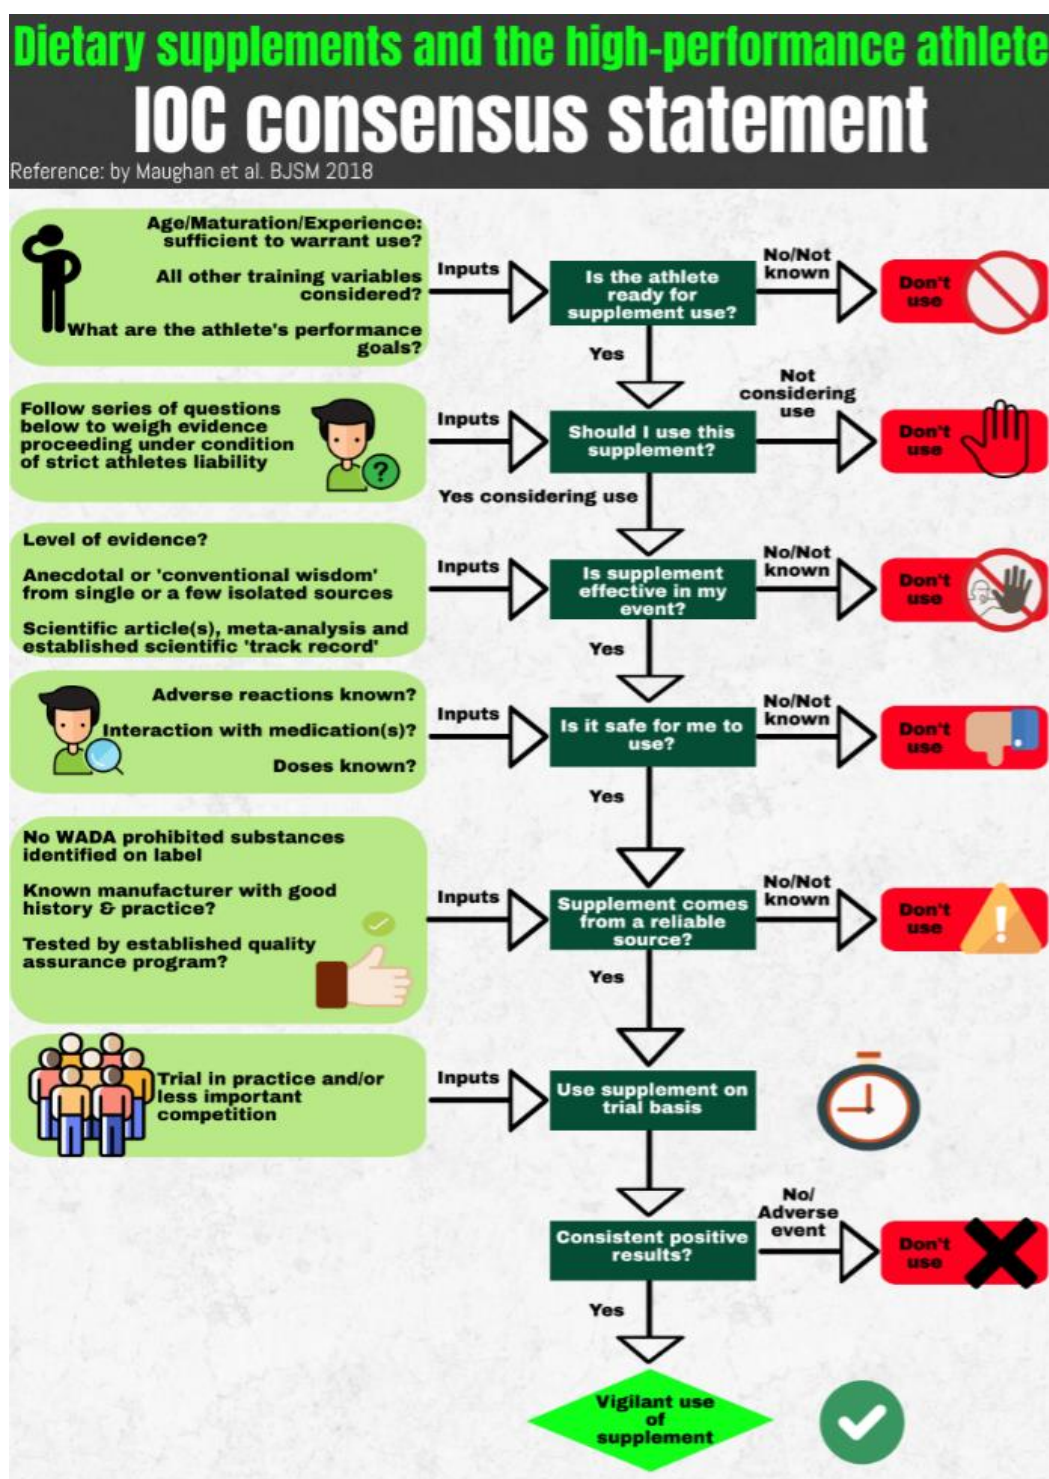 Dietary supplements and the high-performance athlete
IOC consensus statement
Reference: by Maughan et al. BJSM 2018
Age/Maturation/Experience:
sufficient to warrant use?
All other training variables
considered?
What are the athlete's performance
goals?
Inputs
Is the athlete
ready for
supplement use?
No/Not
known
Don't
use
Yes
Follow series of questions
below to weigh evidence
proceeding under condition
of strict athletes liability
?
Inputs
Should I use this
supplement?
Not
considering
use
Don't
use
Yes considering use
Level of evidence?
Anecdotal or 'conventional wisdom'
from single or a few isolated sources
Scientific article(s), meta-analysis and
established scientific 'track record'
Inputs
Is supplement
effective in my
event?
No/Not
known
Don't
use
Yes
Adverse reactions known?
Interaction with medication(s)?
Doses known?
Inputs
Is it safe for me to
use?
No/Not
known
Don't
use
Yes
No WADA prohibited substances
identified on label
Known manufacturer with good
history & practice?
Tested by established quality
assurance program?
Inputs
Supplement comes
from a reliable
source?
No/Not
known
Don't
use
!
Yes
Trial in practice and/or
less important
competition
Inputs
Use supplement on
trial basis
Consistent positive
results?
No/
Adverse
event
Don't
use
Yes
Vigilant use
of
supplement